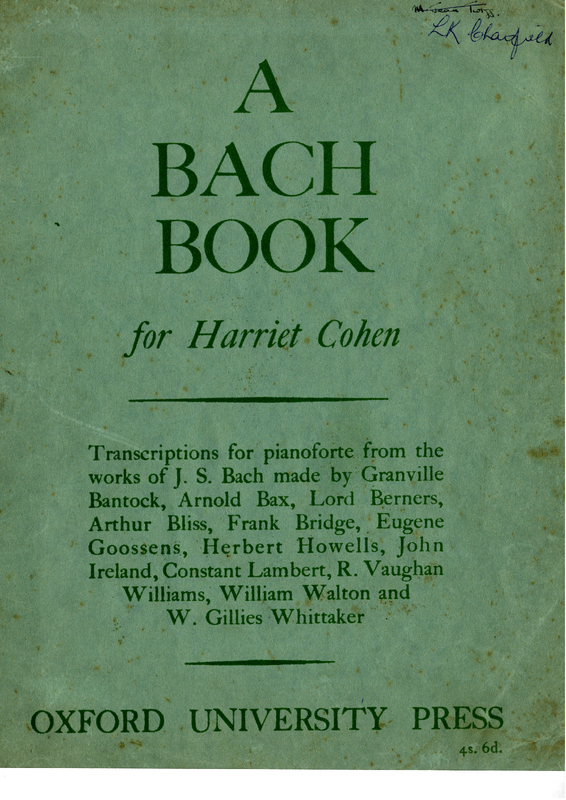 LK Chatfield
A
BACH
BOOK
for Harriet Cohen
Transcriptions for pianoforte from the
works of J. S. Bach made by Granville
Bantock, Arnold Bax, Lord Berners,
Arthur Bliss, Frank Bridge, Eugene
Goossens, Herbert Howells, John
Ireland, Constant Lambert, R. Vaughan
Williams, William Walton and
W. Gillies Whittaker
OXFORD UNIVERSITY PRESS
4s. 6d.